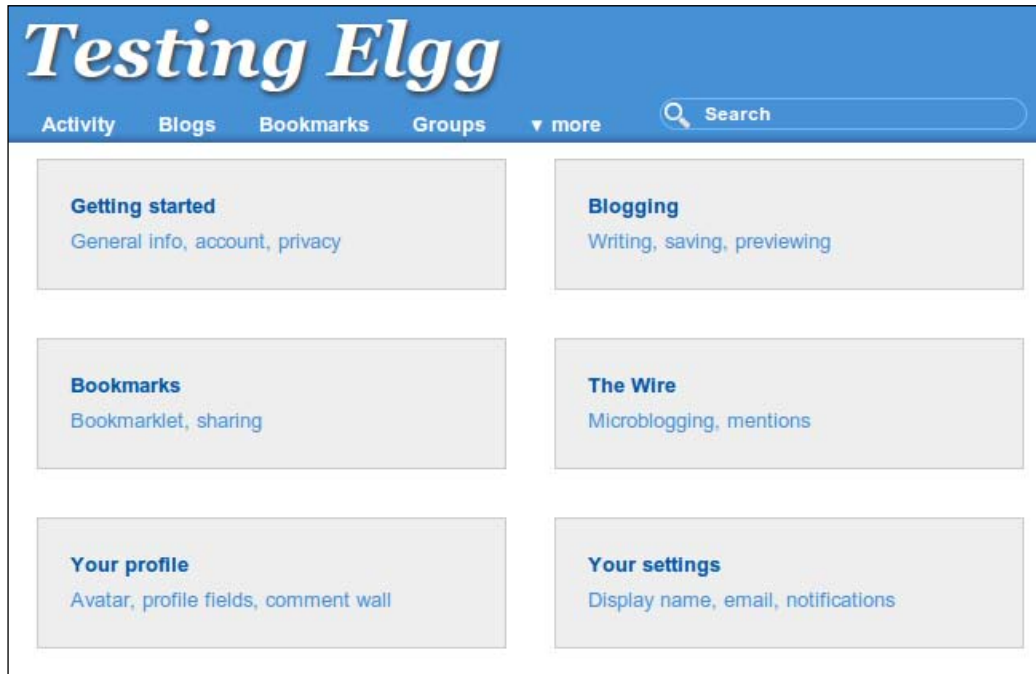 Testing Elgg
Activity Blogs Bookmarks Groups ▼ more Search
Getting started
General info, account, privacy
Blogging
Writing, saving, previewing
Bookmarks
Bookmarklet, sharing
The Wire
Microblogging, mentions
Your profile
Avatar, profile fields, comment wall
Your settings
Display name, email, notifications